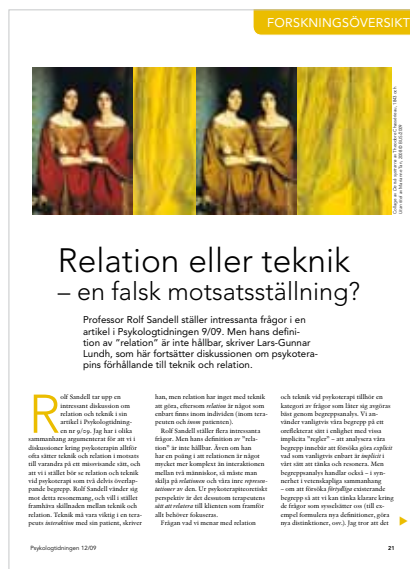 FORSKNINGSÖVERSIKT
Relation eller teknik
– en falsk motsatsställning?
Professor Rolf Sandell ställer intressanta frågor i en
artikel i Psykologtidningen 9/09. Men hans defini-
tion av ”relation” är inte hållbar, skriver Lars-Gunnar
Lundh, som här fortsätter diskussionen om psykotera-
pins förhållande till teknik och relation.
Rolf Sandell tar upp en
intressant diskussion om
relation och teknik i sin
artikel i Psykologtidning-
en nr 9/09. Jag har i olika
sammanhang argumenterat för att vi i
diskussioner kring psykoterapin alltför
ofta sätter teknik och relation i motsats
till varandra på ett missvisande sätt, och
att vi i stället bör se relation och teknik
vid psykoterapi som två delvis överlap-
pande begrepp. Rolf Sandell vänder sig
mot detta resonemang, och vill i stället
framhäva skillnaden mellan teknik och
relation. Teknik må vara viktig i en tera-
peuts interaktion med sin patient, skriver
han, men relation har inget med teknik
att göra, eftersom relation är något som
enbart finns inom individen (inom tera-
peuten och inom patienten).
Rolf Sandell ställer flera intressanta
frågor. Men hans definition av ”rela-
tion” är inte hållbar. Även om han
har en poäng i att relationen är något
mycket mer komplext än interaktionen
mellan två människor, så måste man
skilja på relationen och våra inre represen-
tationer av den. Ur psykoterapiteoretiskt
perspektiv är det dessutom terapeutens
sätt att relatera till klienten som framför
allt behöver fokuseras.
Frågan vad vi menar med relation
och teknik vid psykoterapi tillhör en
kategori av frågor som låter sig avgöras
bäst genom begreppsanalys. Vi an-
vänder vanligtvis våra begrepp på ett
oreflekterat sätt i enlighet med vissa
implicita ”regler” – att analysera våra
begrepp innebär att försöka göra explicit
vad som vanligtvis enbart är implicit i
vårt sätt att tänka och resonera. Men
begreppsanalys handlar också – i syn-
nerhet i vetenskapliga sammanhang
– om att försöka förtydliga existerande
begrepp så att vi kan tänka klarare kring
de frågor som sysselsätter oss (till ex-
empel formulera nya definitioner, göra
nya distinktioner, osv.). Jag tror att det
Psykologtidningen 12/09
21